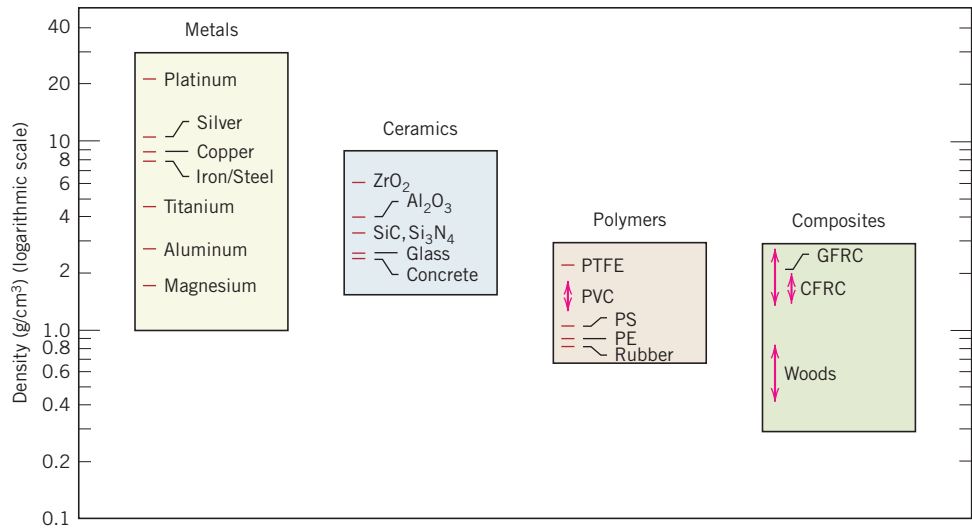 Density (g/cm³) (logarithmic scale)
40
20
10
8
6
4
2
1.0
0.8
0.6
0.4
0.2
0.1
Metals
Platinum
Silver
Copper
Iron/Steel
Titanium
Aluminum
Magnesium
Ceramics
ZrO₂
Al₂O₃
SiC, Si₃N₄
Glass
Concrete
Polymers
PTFE
PVC
PS
PE
Rubber
Composites
GFRC
CFRC
Woods